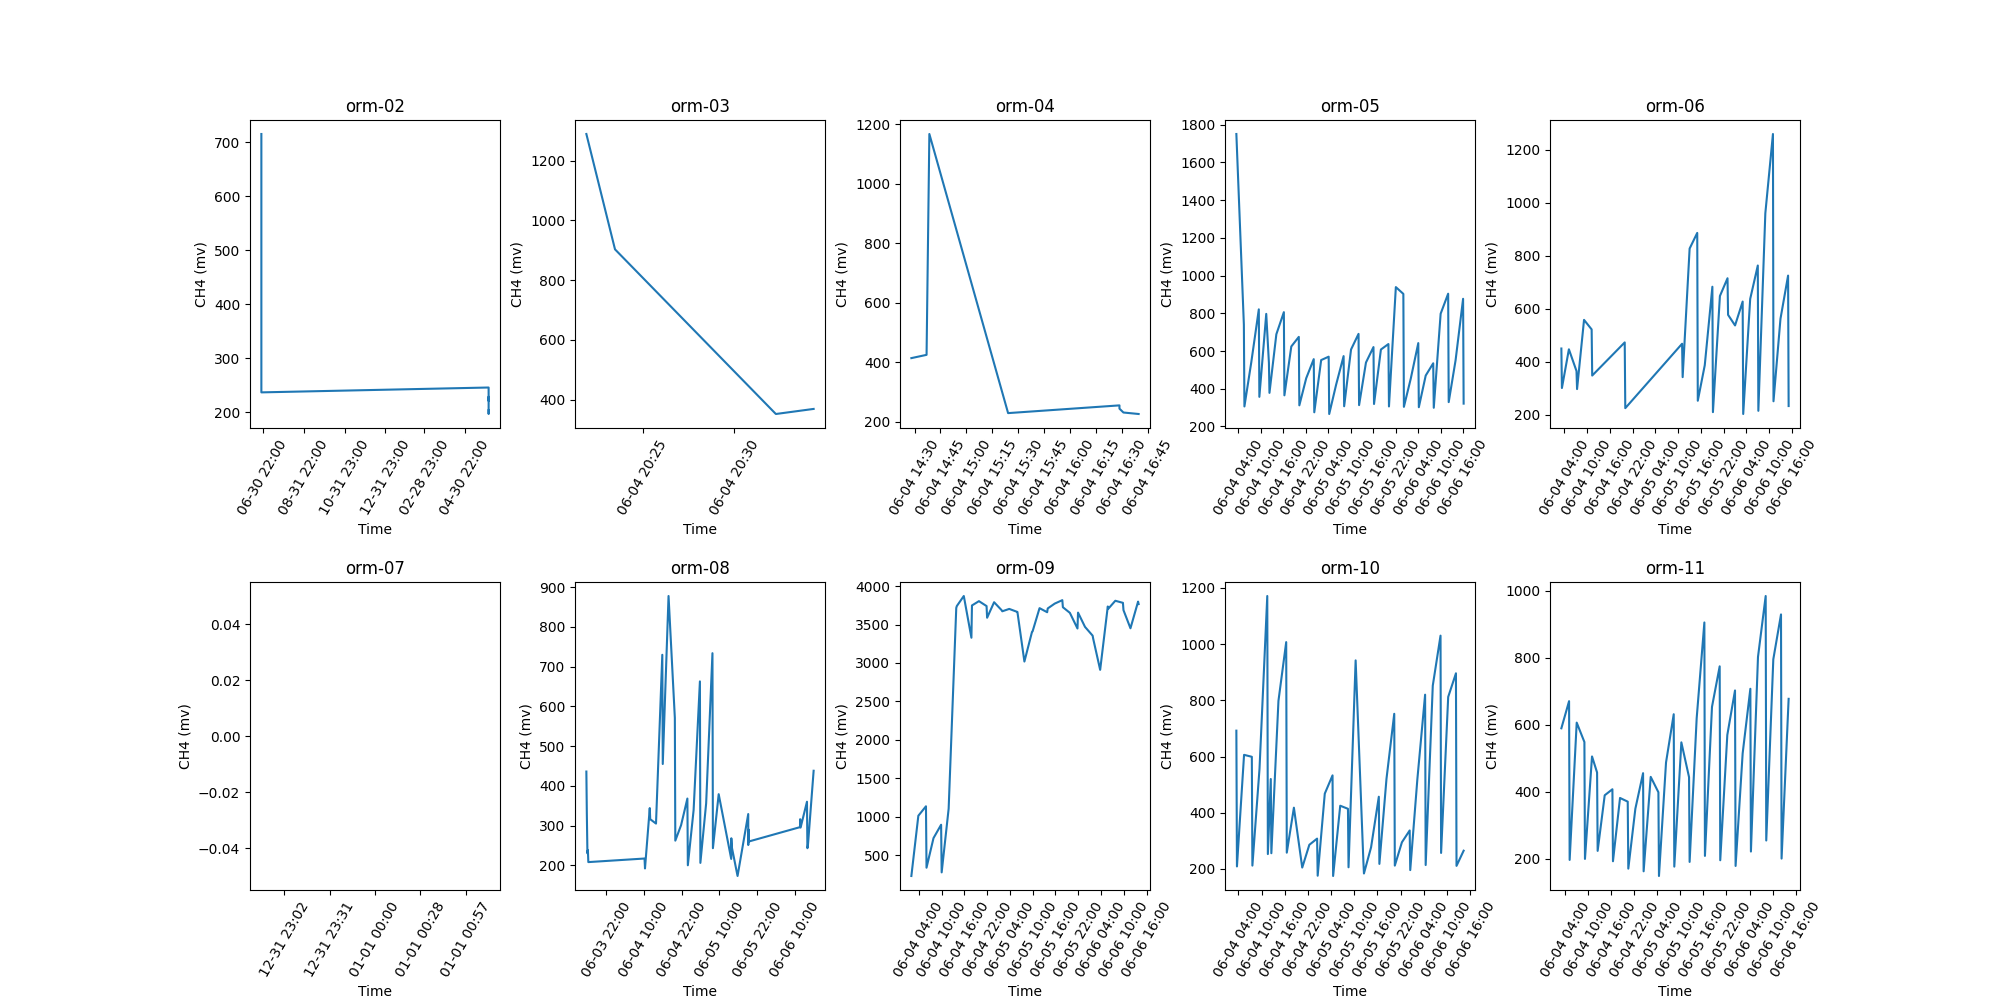 orm-02 orm-03 orm-04 orm-05 orm-06
CH4 (mv) CH4 (mv) CH4 (mv) CH4 (mv) CH4 (mv)
700 600 500 400 300 200
1200 1000 800 600 400
1200 1000 800 600 400 200
1800 1600 1400 1200 1000 800 600 400 200
1200 1000 800 600 400 200
06-30 22:00 08-31 22:00 10-31 23:00 12-31 23:00 02-28 23:00 04-30 22:00
06-04 20:25 06-04 20:30
06-04 14:30 06-04 14:45 06-04 15:00 06-04 15:15 06-04 15:30 06-04 15:45 06-04 16:00 06-04 16:15 06-04 16:30 06-04 16:45
06-04 04:00 06-04 10:00 06-04 16:00 06-04 22:00 06-05 04:00 06-05 10:00 06-05 16:00 06-05 22:00 06-06 04:00 06-06 10:00 06-06 16:00
06-04 04:00 06-04 10:00 06-04 16:00 06-04 22:00 06-05 04:00 06-05 10:00 06-05 16:00 06-05 22:00 06-06 04:00 06-06 10:00 06-06 16:00
Time Time Time Time Time
orm-07 orm-08 orm-09 orm-10 orm-11
CH4 (mv) CH4 (mv) CH4 (mv) CH4 (mv) CH4 (mv)
0.04 0.02 0.00 −0.02 −0.04
900 800 700 600 500 400 300 200
4000 3500 3000 2500 2000 1500 1000 500
1200 1000 800 600 400 200
1000 800 600 400 200
12-31 23:02 12-31 23:31 01-01 00:00 01-01 00:28 01-01 00:57
06-03 22:00 06-04 10:00 06-04 22:00 06-05 10:00 06-05 22:00 06-06 10:00
06-04 04:00 06-04 10:00 06-04 16:00 06-04 22:00 06-05 04:00 06-05 10:00 06-05 16:00 06-05 22:00 06-06 04:00 06-06 10:00 06-06 16:00
06-04 04:00 06-04 10:00 06-04 16:00 06-04 22:00 06-05 04:00 06-05 10:00 06-05 16:00 06-05 22:00 06-06 04:00 06-06 10:00 06-06 16:00
06-04 04:00 06-04 10:00 06-04 16:00 06-04 22:00 06-05 04:00 06-05 10:00 06-05 16:00 06-05 22:00 06-06 04:00 06-06 10:00 06-06 16:00
Time Time Time Time Time